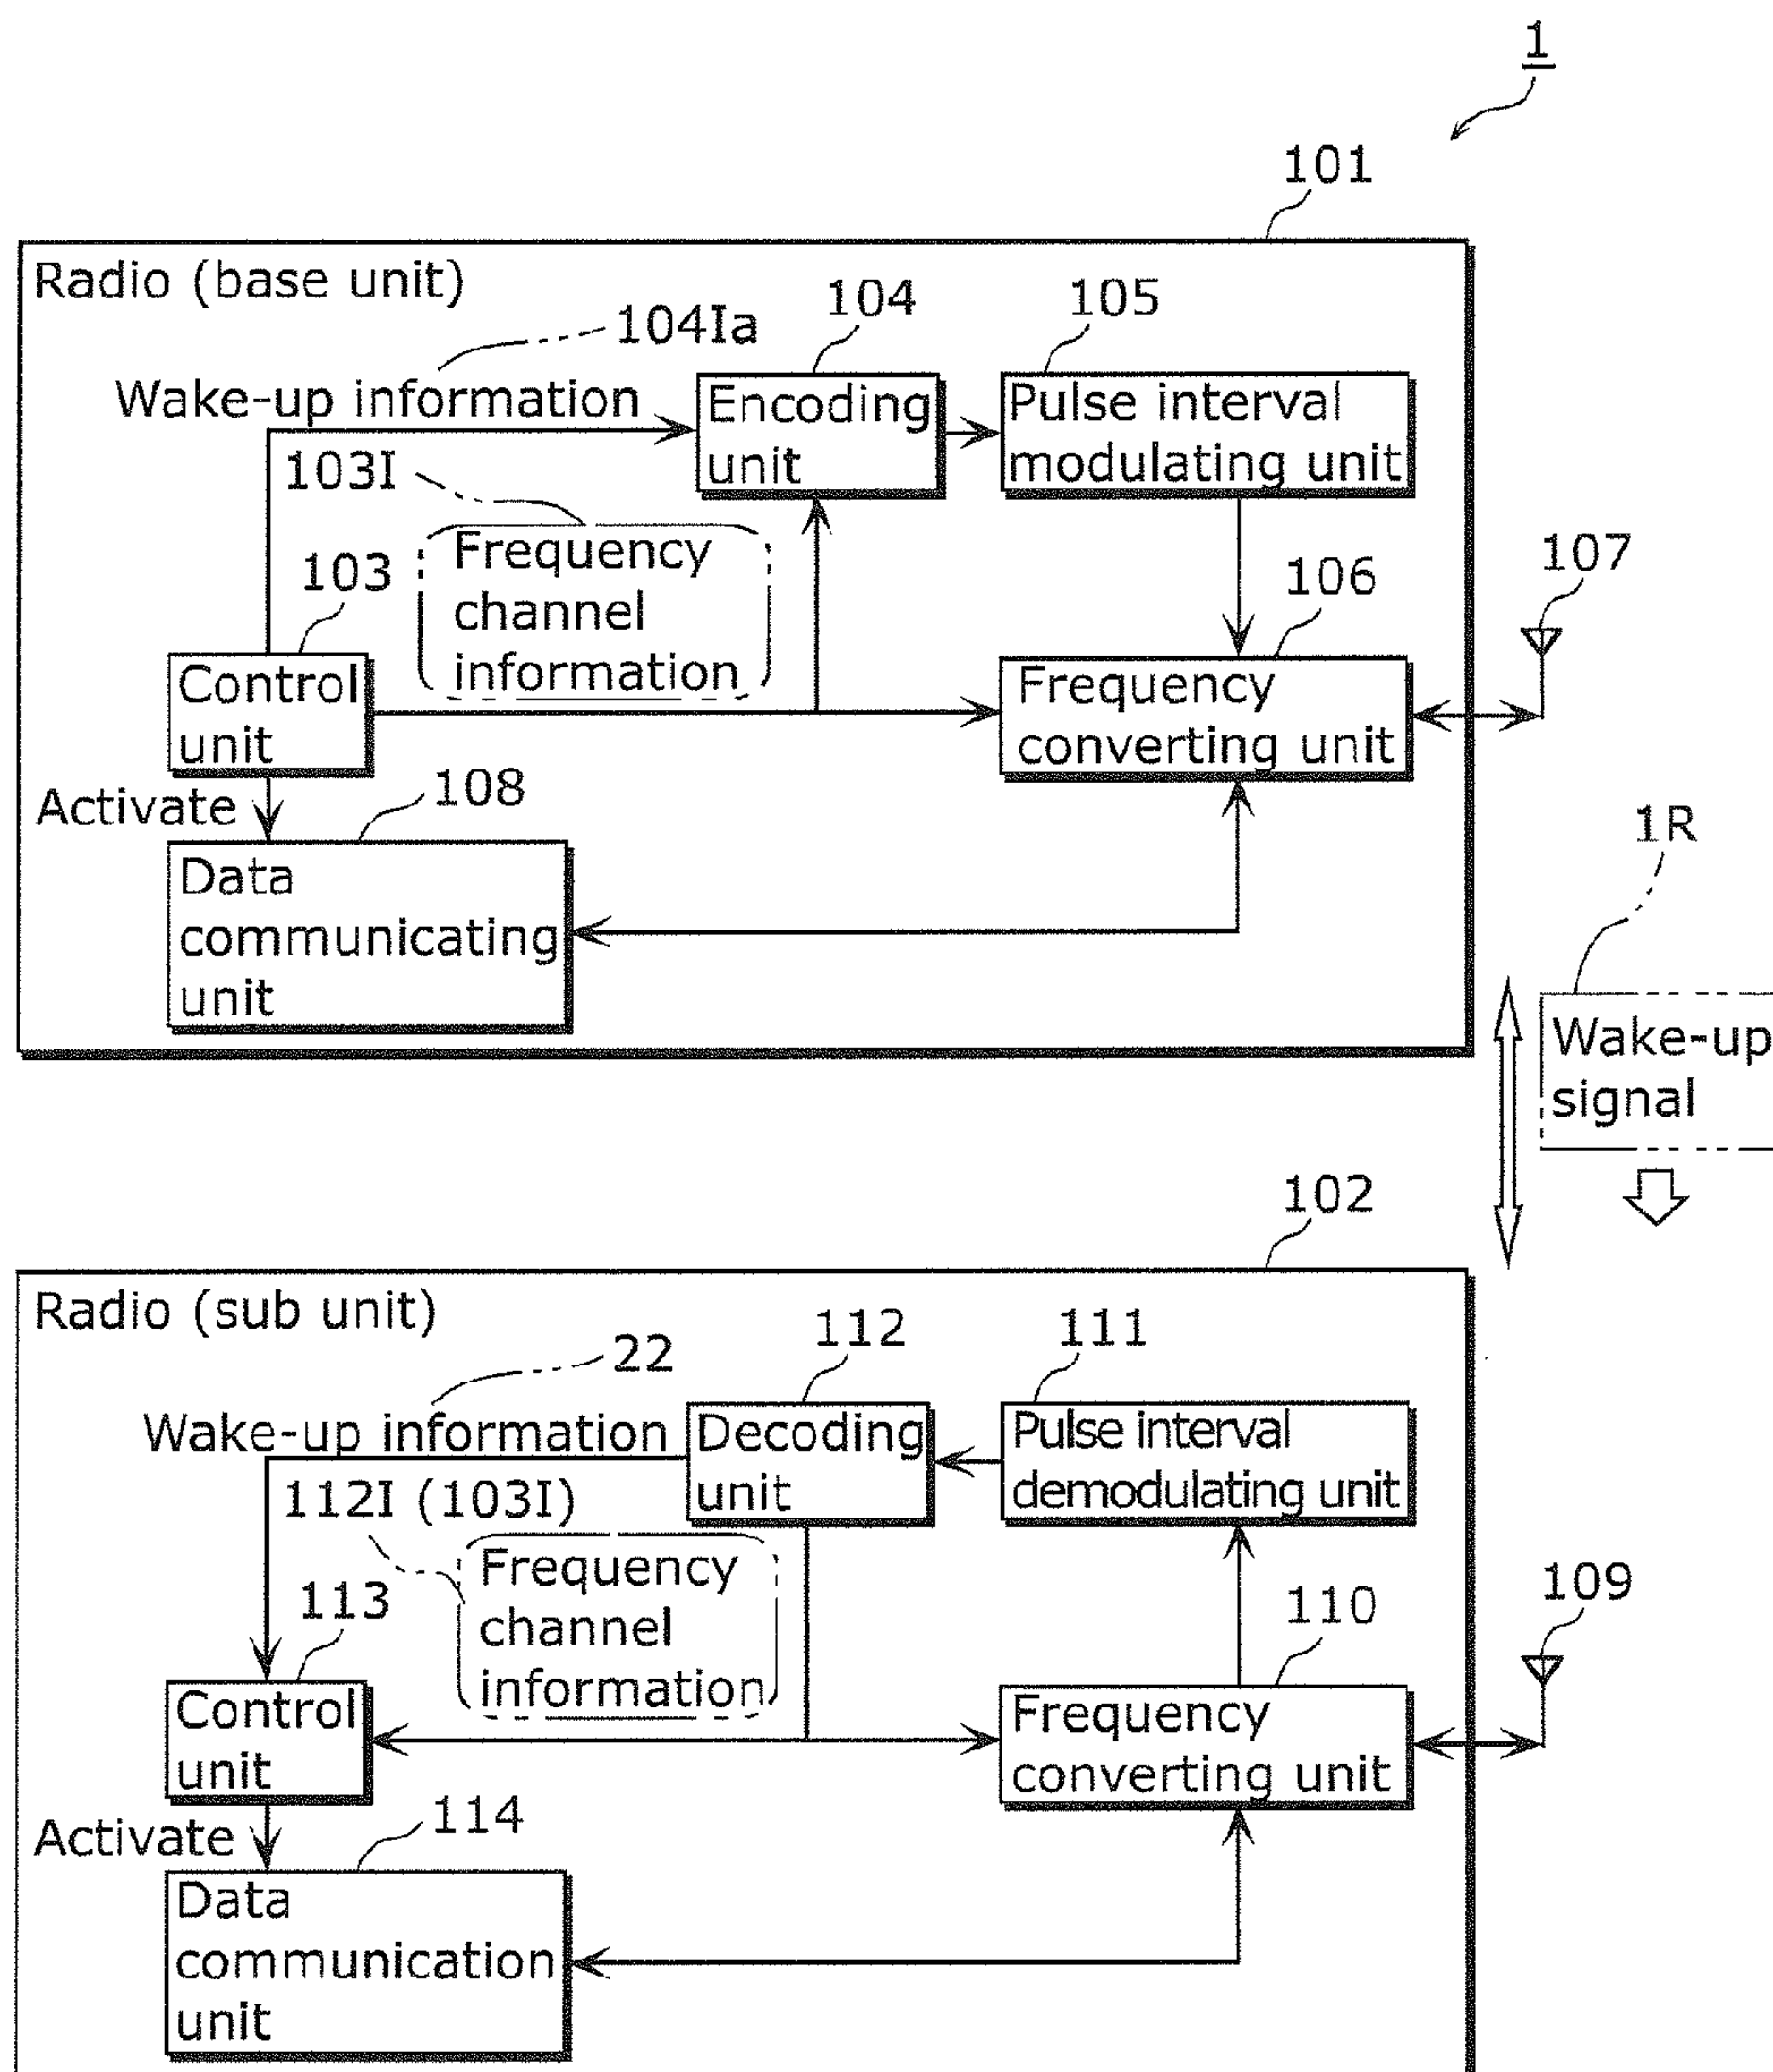 1
101
Radio (base unit)
104Ia
104
105
Wake-up information
Encoding
unit
Pulse interval
modulating unit
103I
Frequency
channel
information
103
Control
unit
106
Frequency
converting unit
107
Activate
108
Data
communicating
unit
1R
Wake-up
signal
102
Radio (sub unit)
22
112
111
Wake-up information
Decoding
unit
Pulse interval
demodulating unit
112I (103I)
Frequency
channel
information
113
Control
unit
110
Frequency
converting unit
109
Activate
114
Data
communication
unit